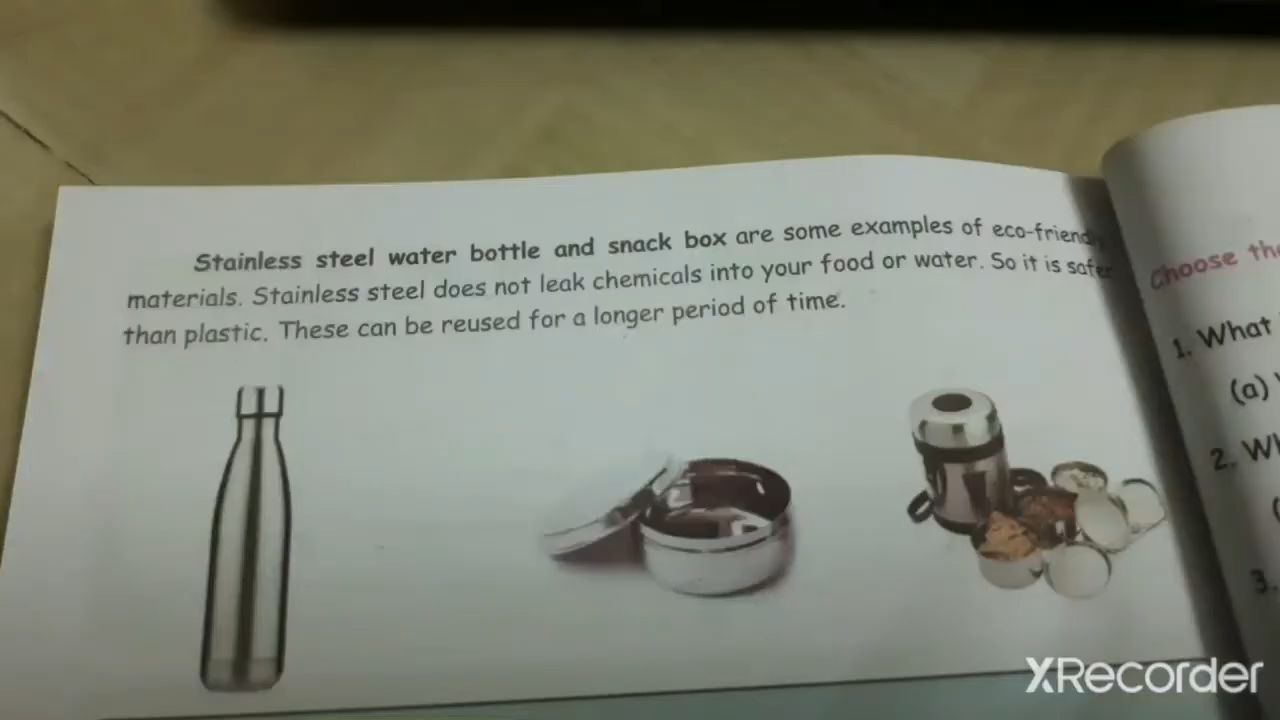 Stainless steel water bottle and snack box are some examples of eco-friendly
materials. Stainless steel does not leak chemicals into your food or water. So it is safer
than plastic. These can be reused for a longer period of time.
Choose
1. What
(a)
2.
3.
XRecorder